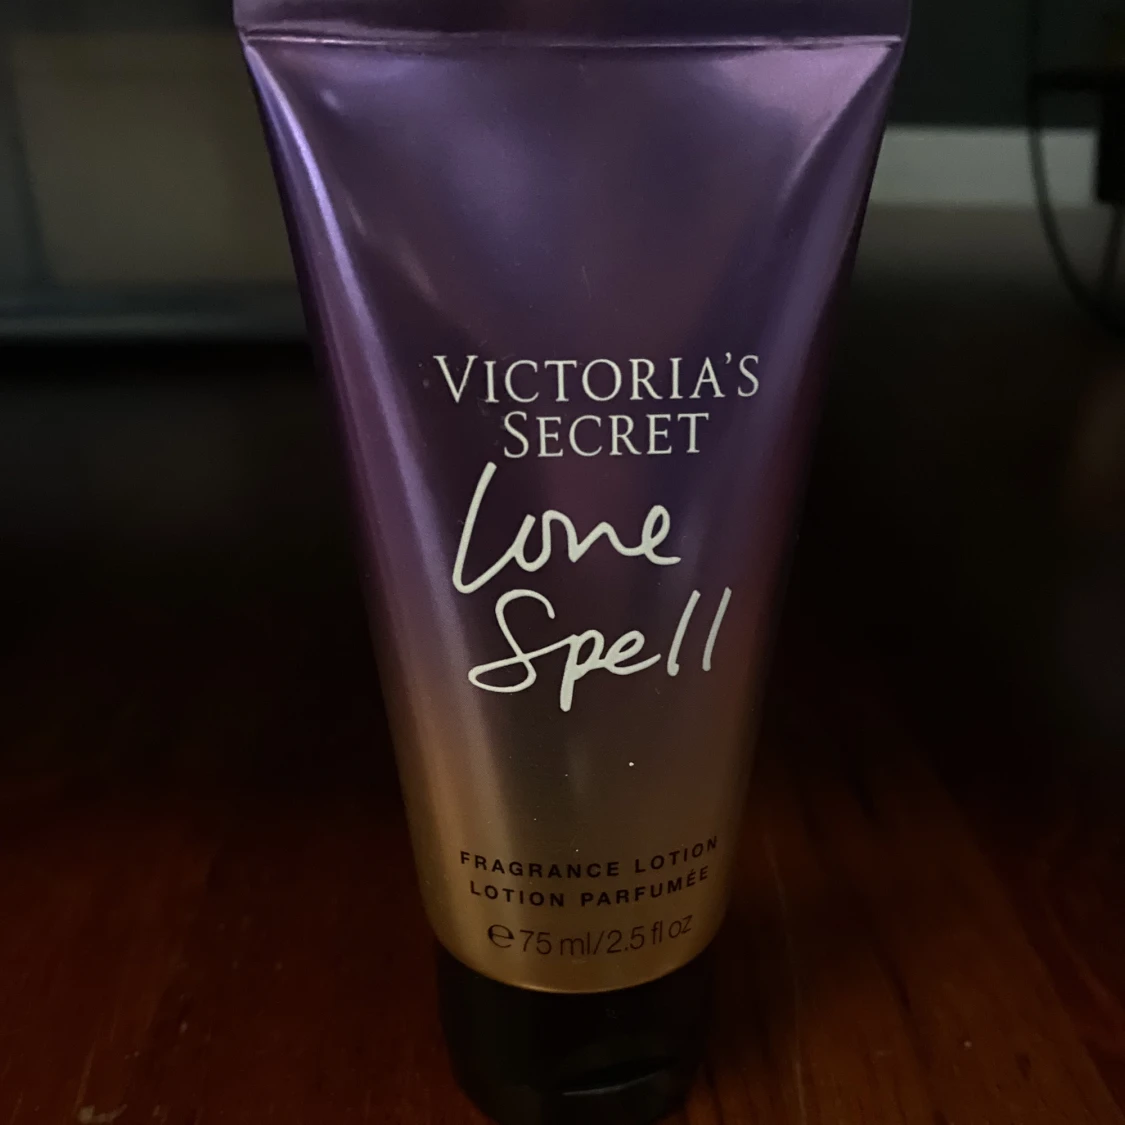 VICTORIA'S
SECRET
Love
Spell
FRAGRANCE LOTION
LOTION PARFUMÉE
℮75 ml/2.5 fl oz